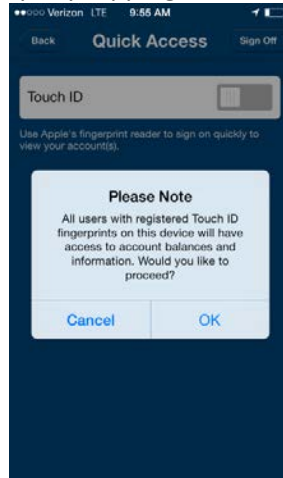 Verizon LTE 9:55 AM
Back Quick Access Sign Off
Touch ID
Use Apple's fingerprint reader to sign on quickly to
view your account(s).
Please Note
All users with registered Touch ID
fingerprints on this device will have
access to account balances and
information. Would you like to
proceed?
Cancel OK